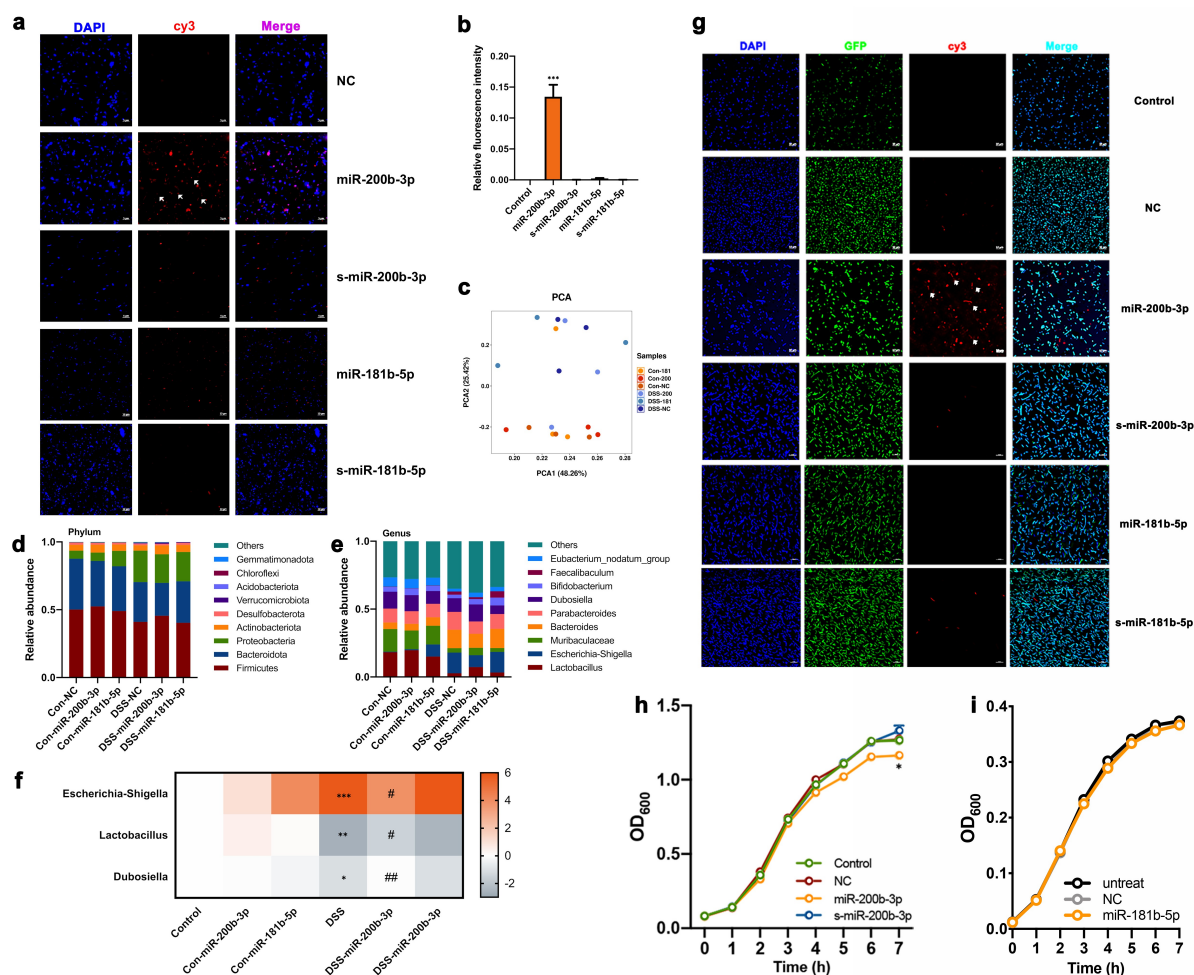 a
DAPI cy3 Merge
NC
miR-200b-3p
s-miR-200b-3p
miR-181b-5p
s-miR-181b-5p
b
Relative fluorescence intensity
0.20
0.15
0.10
0.05
0.00
***
Control
miR-200b-3p
s-miR-200b-3p
miR-181b-5p
s-miR-181b-5p
c
PCA
PCA2 (25.42%)
0.2
0.0
-0.2
0.20 0.22 0.24 0.26 0.28
PCA1 (48.26%)
Samples
Con-181
Con-200
Con-NC
DSS-200
DSS-181
DSS-NC
d
Phylum
Relative abundance
1.0
0.5
0.0
Con-NC
Con-miR-200b-3p
Con-miR-181b-5p
DSS-NC
DSS-miR-200b-3p
DSS-miR-181b-5p
Others
Gemmatimonadota
Chloroflexi
Acidobacteriota
Verrucomicrobiota
Desulfobacterota
Actinobacteriota
Proteobacteria
Bacteroidota
Firmicutes
e
Genus
Relative abundance
1.0
0.5
0.0
Con-NC
Con-miR-200b-3p
Con-miR-181b-5p
DSS-NC
DSS-miR-200b-3p
DSS-miR-181b-5p
Others
Eubacterium_nodatum_group
Faecalibaculum
Bifidobacterium
Dubosiella
Parabacteroides
Bacteroides
Muribaculaceae
Escherichia-Shigella
Lactobacillus
f
Escherichia-Shigella *** #
Lactobacillus ** #
Dubosiella * ##
Control
Con-miR-200b-3p
Con-miR-181b-5p
DSS
DSS-miR-200b-3p
DSS-miR-200b-3p
6
4
2
0
-2
g
DAPI GFP cy3 Merge
Control
NC
miR-200b-3p
s-miR-200b-3p
miR-181b-5p
s-miR-181b-5p
h
OD600
1.5
1.0
0.5
0.0
0 1 2 3 4 5 6 7
Time (h)
*
Control
NC
miR-200b-3p
s-miR-200b-3p
i
OD600
0.4
0.3
0.2
0.1
0.0
0 1 2 3 4 5 6 7
Time (h)
untreat
NC
miR-181b-5p